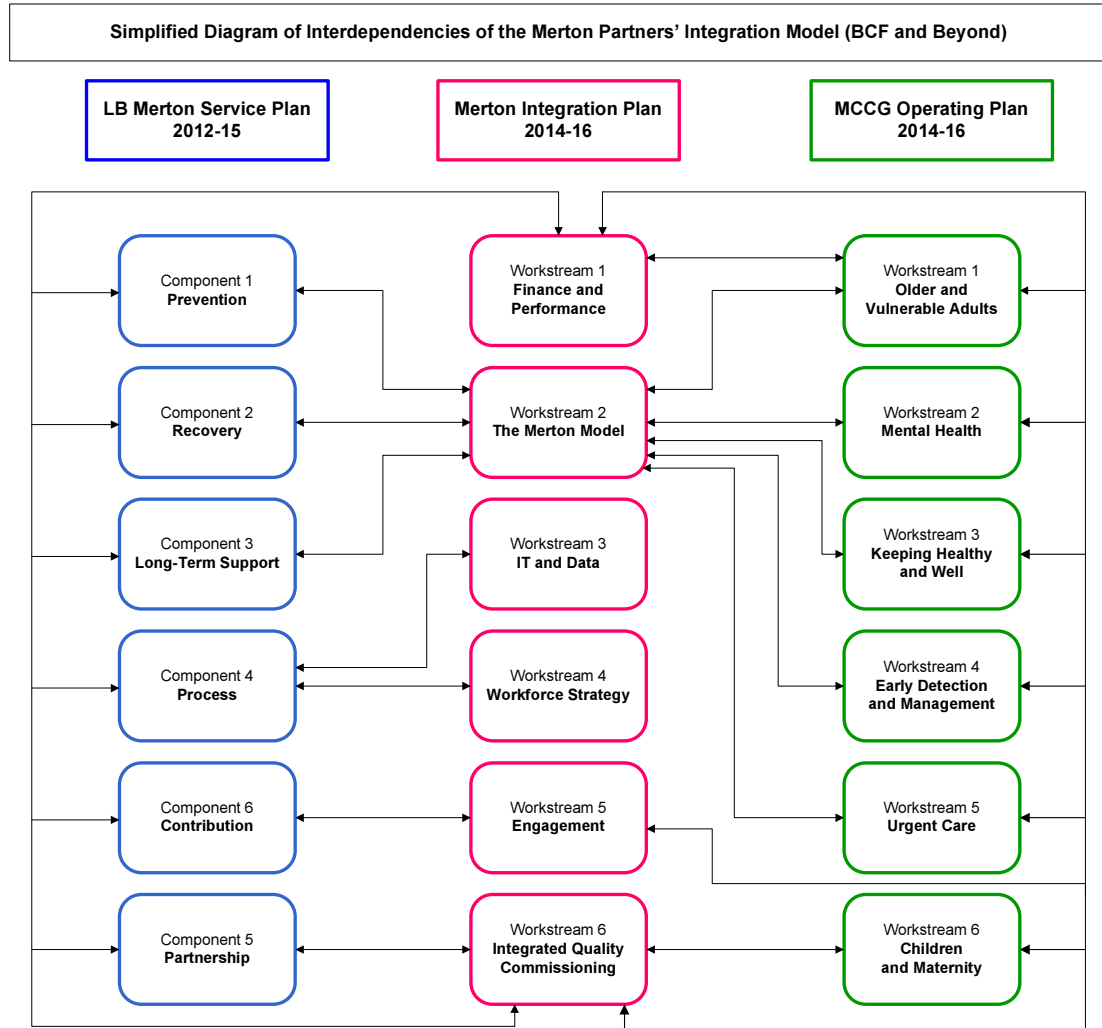 Simplified Diagram of Interdependencies of the Merton Partners' Integration Model (BCF and Beyond)
LB Merton Service Plan
2012-15
Merton Integration Plan
2014-16
MCCG Operating Plan
2014-16
Component 1
Prevention
Workstream 1
Finance and
Performance
Workstream 1
Older and
Vulnerable Adults
Component 2
Recovery
Workstream 2
The Merton Model
Workstream 2
Mental Health
Component 3
Long-Term Support
Workstream 3
IT and Data
Workstream 3
Keeping Healthy
and Well
Component 4
Process
Workstream 4
Workforce Strategy
Workstream 4
Early Detection
and Management
Component 6
Contribution
Workstream 5
Engagement
Workstream 5
Urgent Care
Component 5
Partnership
Workstream 6
Integrated Quality
Commissioning
Workstream 6
Children
and Maternity